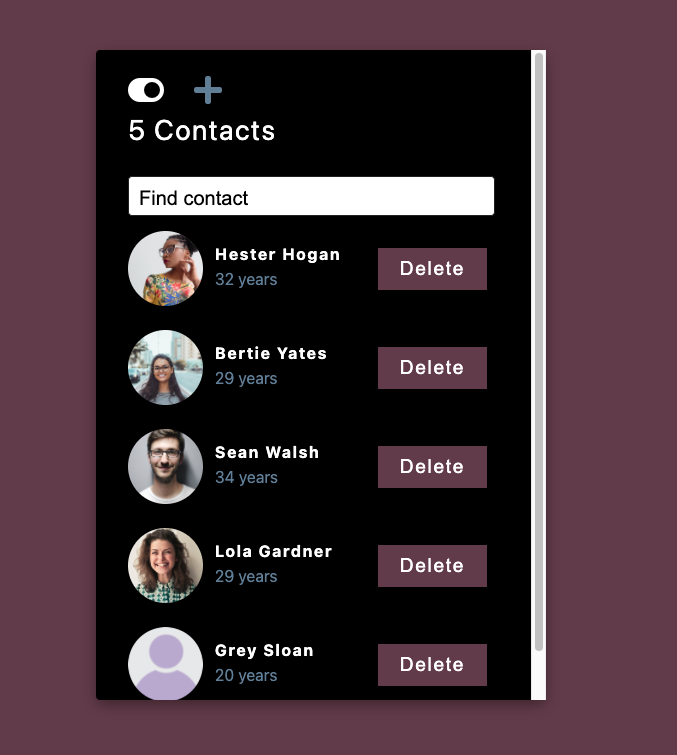 5 Contacts
Find contact
Hester Hogan
32 years
Delete
Bertie Yates
29 years
Delete
Sean Walsh
34 years
Delete
Lola Gardner
29 years
Delete
Grey Sloan
20 years
Delete